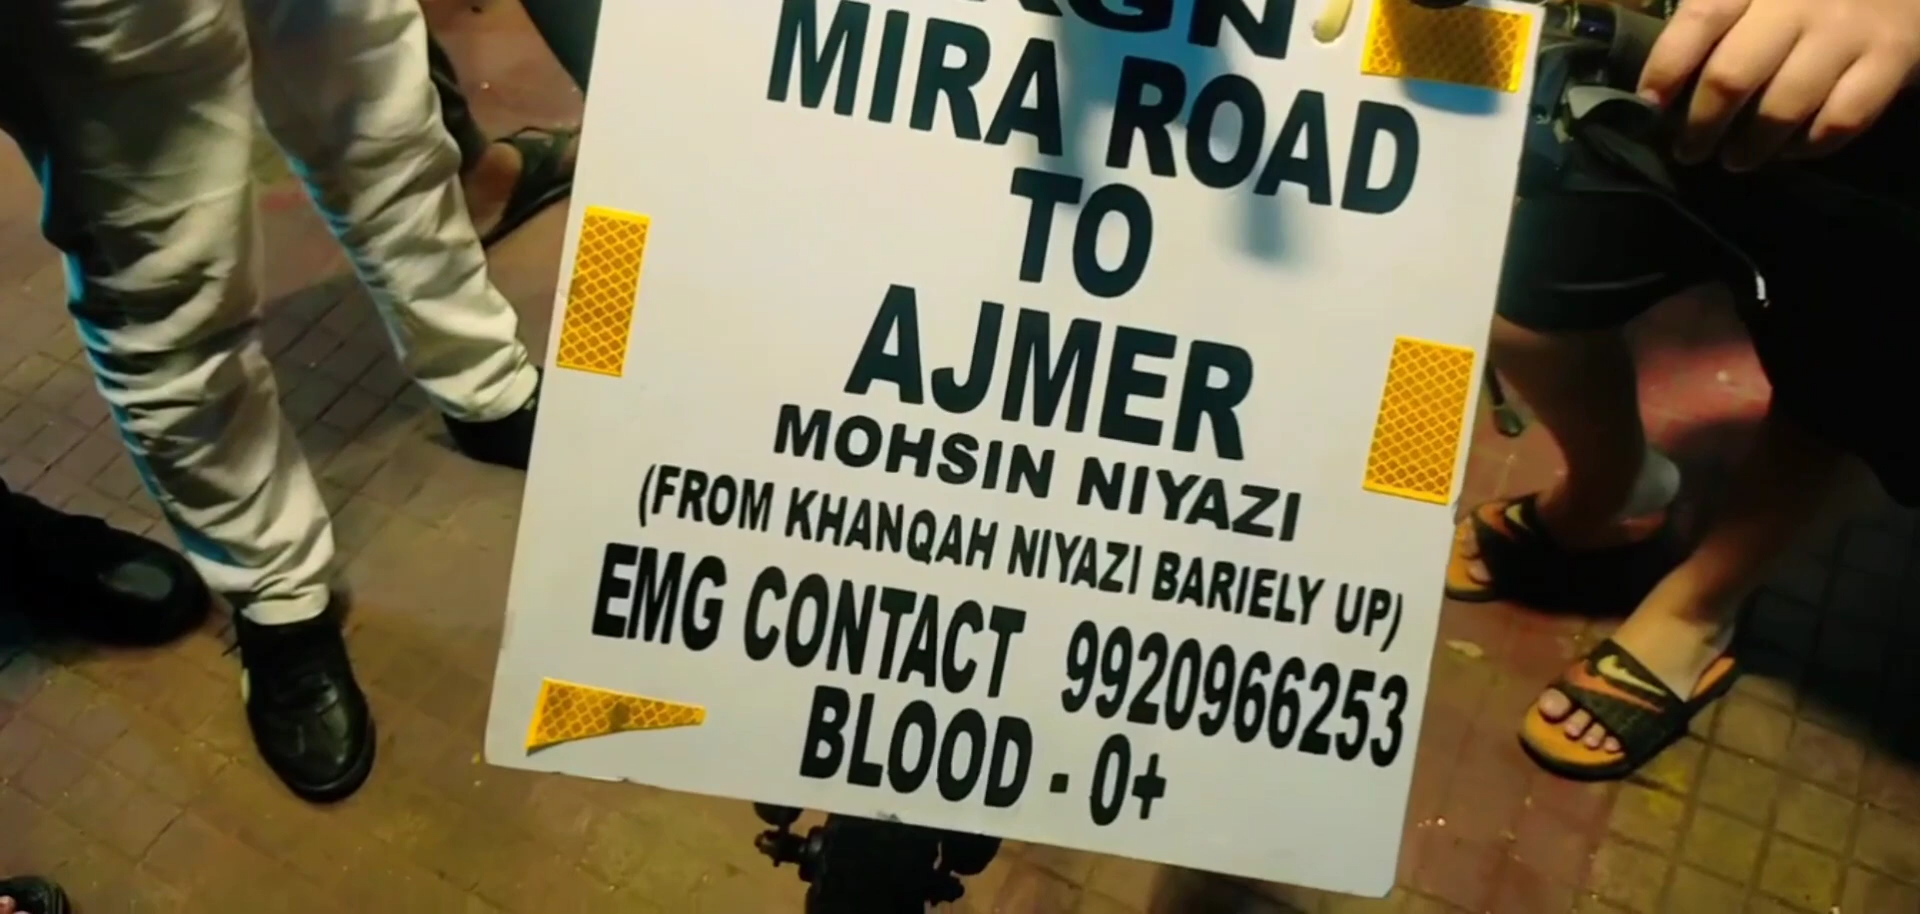 MIRA ROAD
TO
AJMER
MOHSIN NIYAZI
(FROM KHANQAH NIYAZI BARIELY UP)
EMG CONTACT 9920966253
BLOOD - 0+